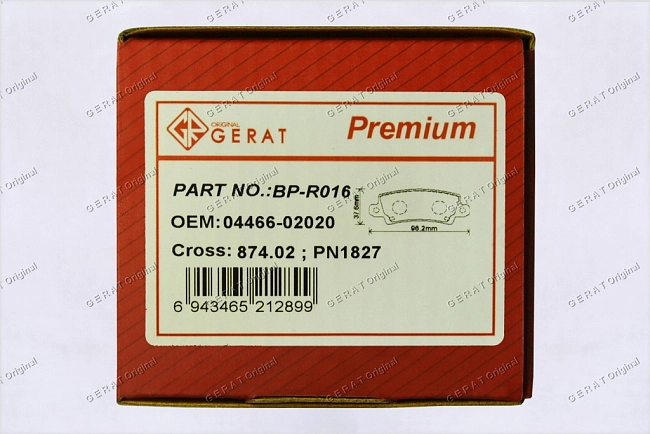 ORIGINAL
GERAT
Premium
PART NO.:BP-R016
37.6mm
96.2mm
OEM:04466-02020
Cross: 874.02 ; PN1827
6 943465 212899
GERAT Original